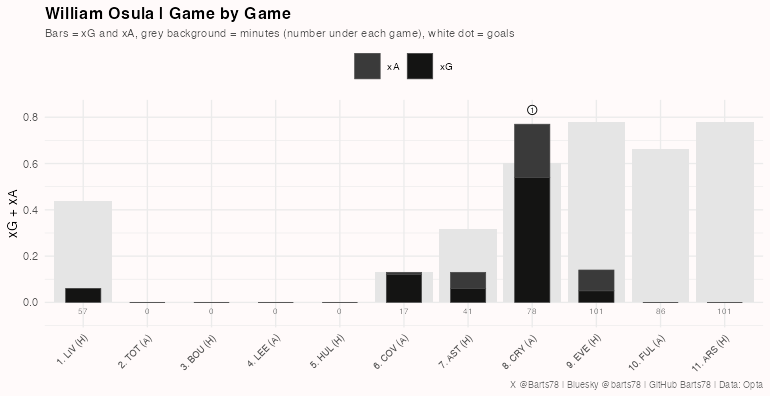 William Osula | Game by Game
Bars = xG and xA, grey background = minutes (number under each game), white dot = goals
xA xG
xG + xA
0.8
0.6
0.4
0.2
0.0
1
57 0 0 0 0 17 41 78 101 86 101
1. LIV (H) 2. TOT (A) 3. BOU (H) 4. LEE (A) 5. HUL (H) 6. COV (A) 7. AST (H) 8. CRY (A) 9. EVE (H) 10. FUL (A) 11. ARS (H)
X @Barts78 | Bluesky @barts78 | GitHub Barts78 | Data: Opta